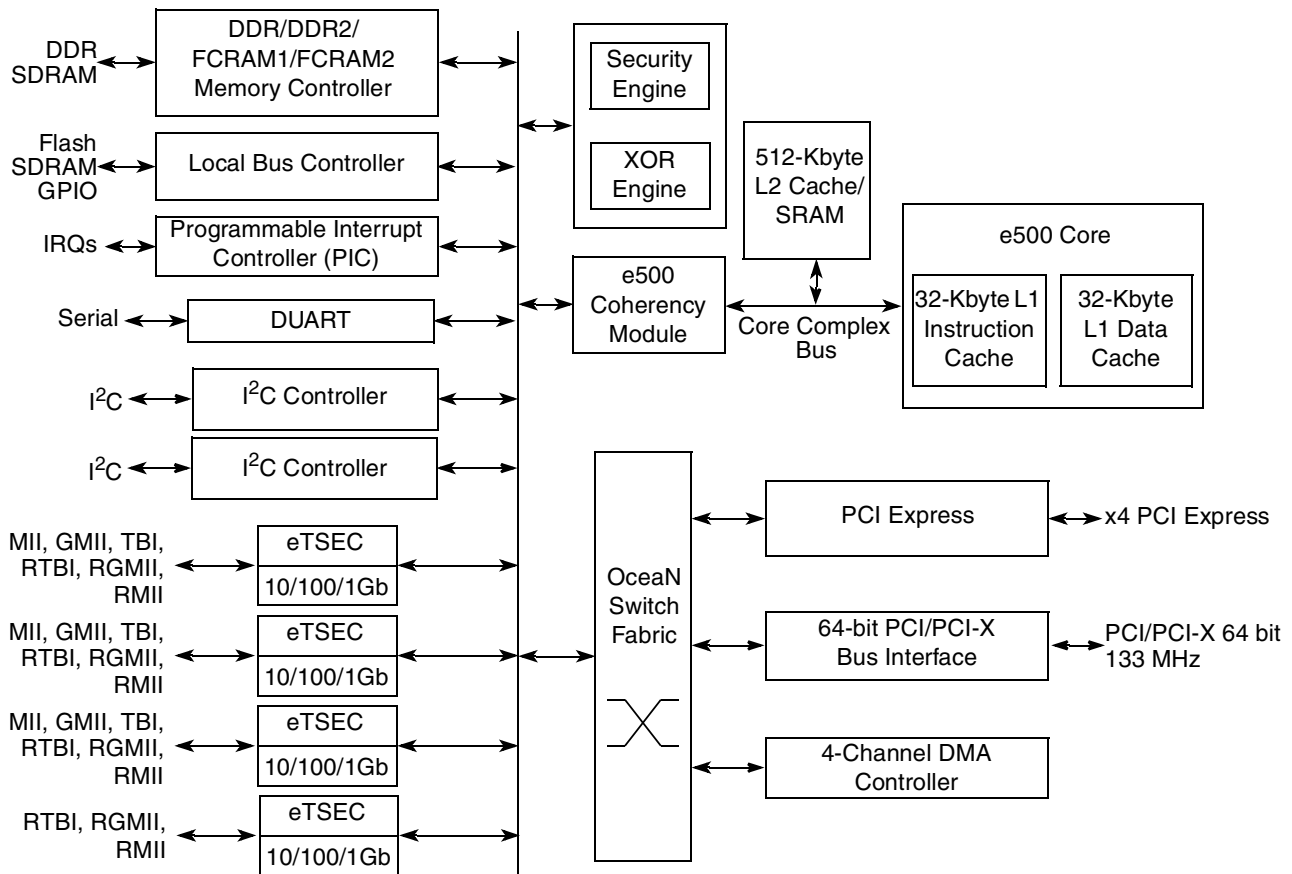 DDR
SDRAM
DDR/DDR2/
FCRAM1/FCRAM2
Memory Controller
Flash
SDRAM
GPIO
Local Bus Controller
IRQs
Programmable Interrupt
Controller (PIC)
Serial
DUART
I²C
I²C Controller
I²C
I²C Controller
MII, GMII, TBI,
RTBI, RGMII,
RMII
eTSEC
10/100/1Gb
MII, GMII, TBI,
RTBI, RGMII,
RMII
eTSEC
10/100/1Gb
MII, GMII, TBI,
RTBI, RGMII,
RMII
eTSEC
10/100/1Gb
RTBI, RGMII,
RMII
eTSEC
10/100/1Gb
Security
Engine
XOR
Engine
e500
Coherency
Module
512-Kbyte
L2 Cache/
SRAM
Core Complex
Bus
e500 Core
32-Kbyte L1
Instruction
Cache
32-Kbyte
L1 Data
Cache
OceaN
Switch
Fabric
PCI Express
x4 PCI Express
64-bit PCI/PCI-X
Bus Interface
PCI/PCI-X 64 bit
133 MHz
4-Channel DMA
Controller